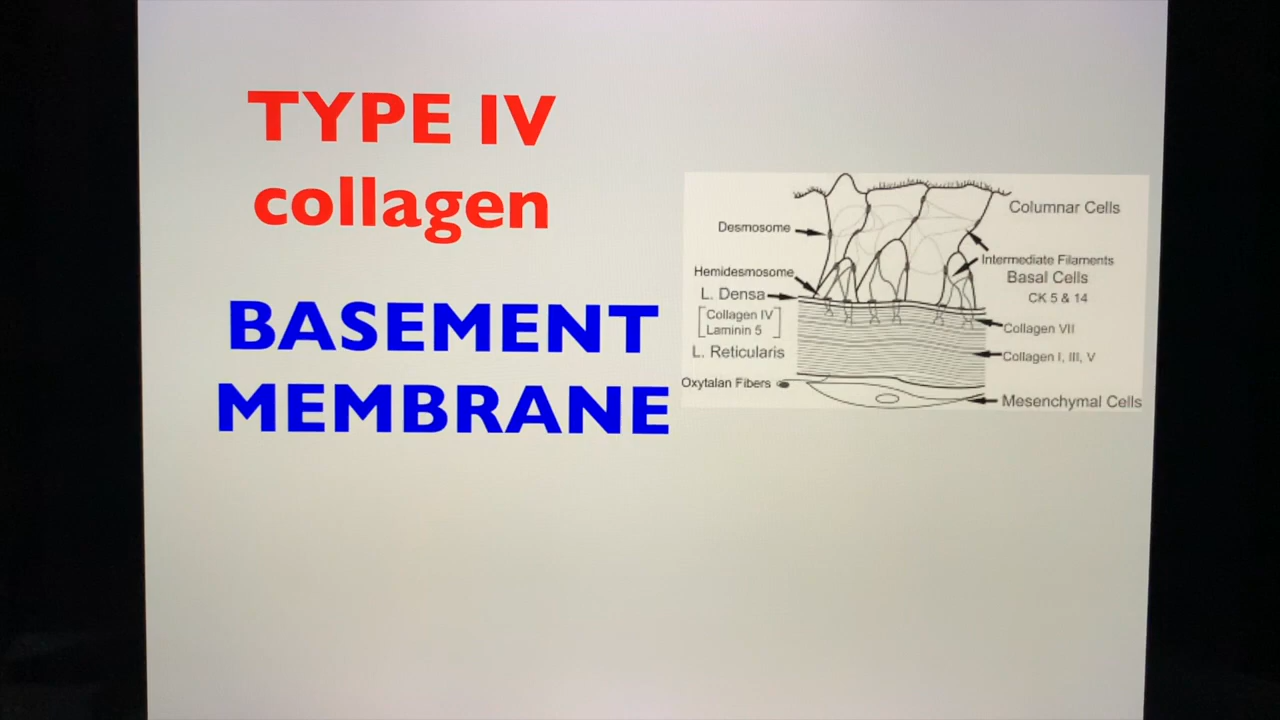 TYPE IV
collagen
BASEMENT
MEMBRANE
Columnar Cells
Desmosome
Intermediate Filaments
Hemidesmosome
Basal Cells
L. Densa
CK 5 & 14
[Collagen IV
Laminin 5]
Collagen VII
L. Reticularis
Collagen I, III, V
Oxytalan Fibers
Mesenchymal Cells